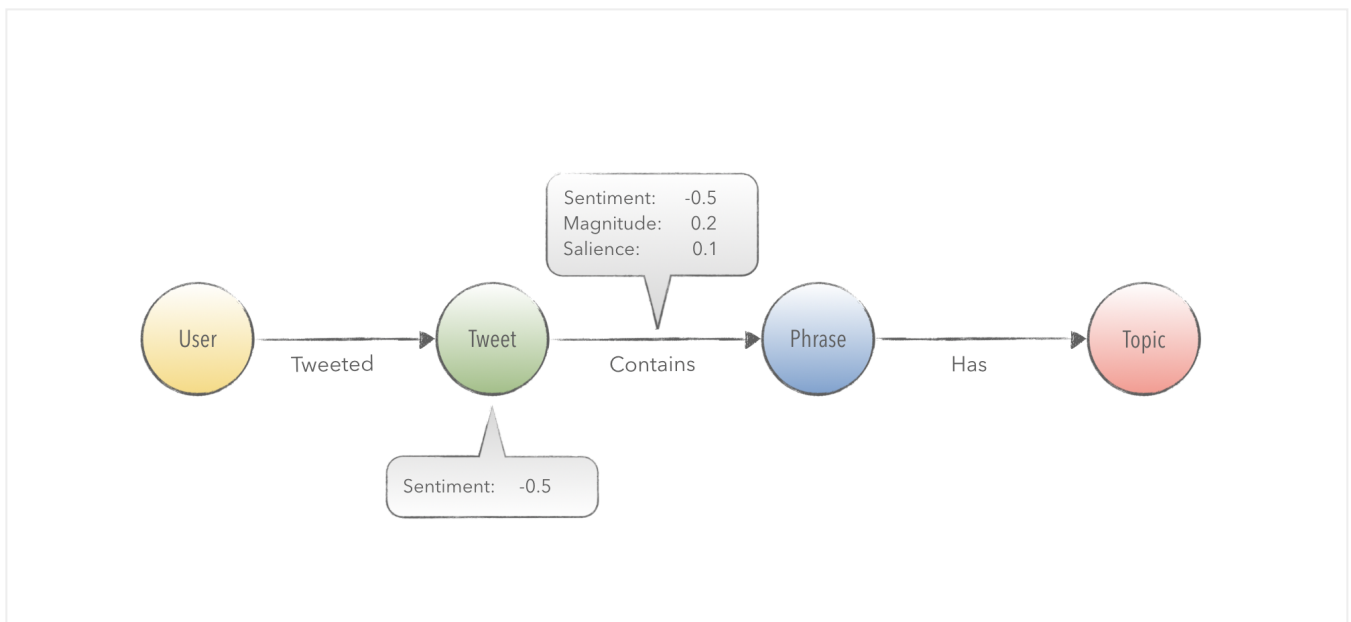 Sentiment: -0.5
Magnitude: 0.2
Salience: 0.1
User
Tweeted
Tweet
Contains
Phrase
Has
Topic
Sentiment: -0.5